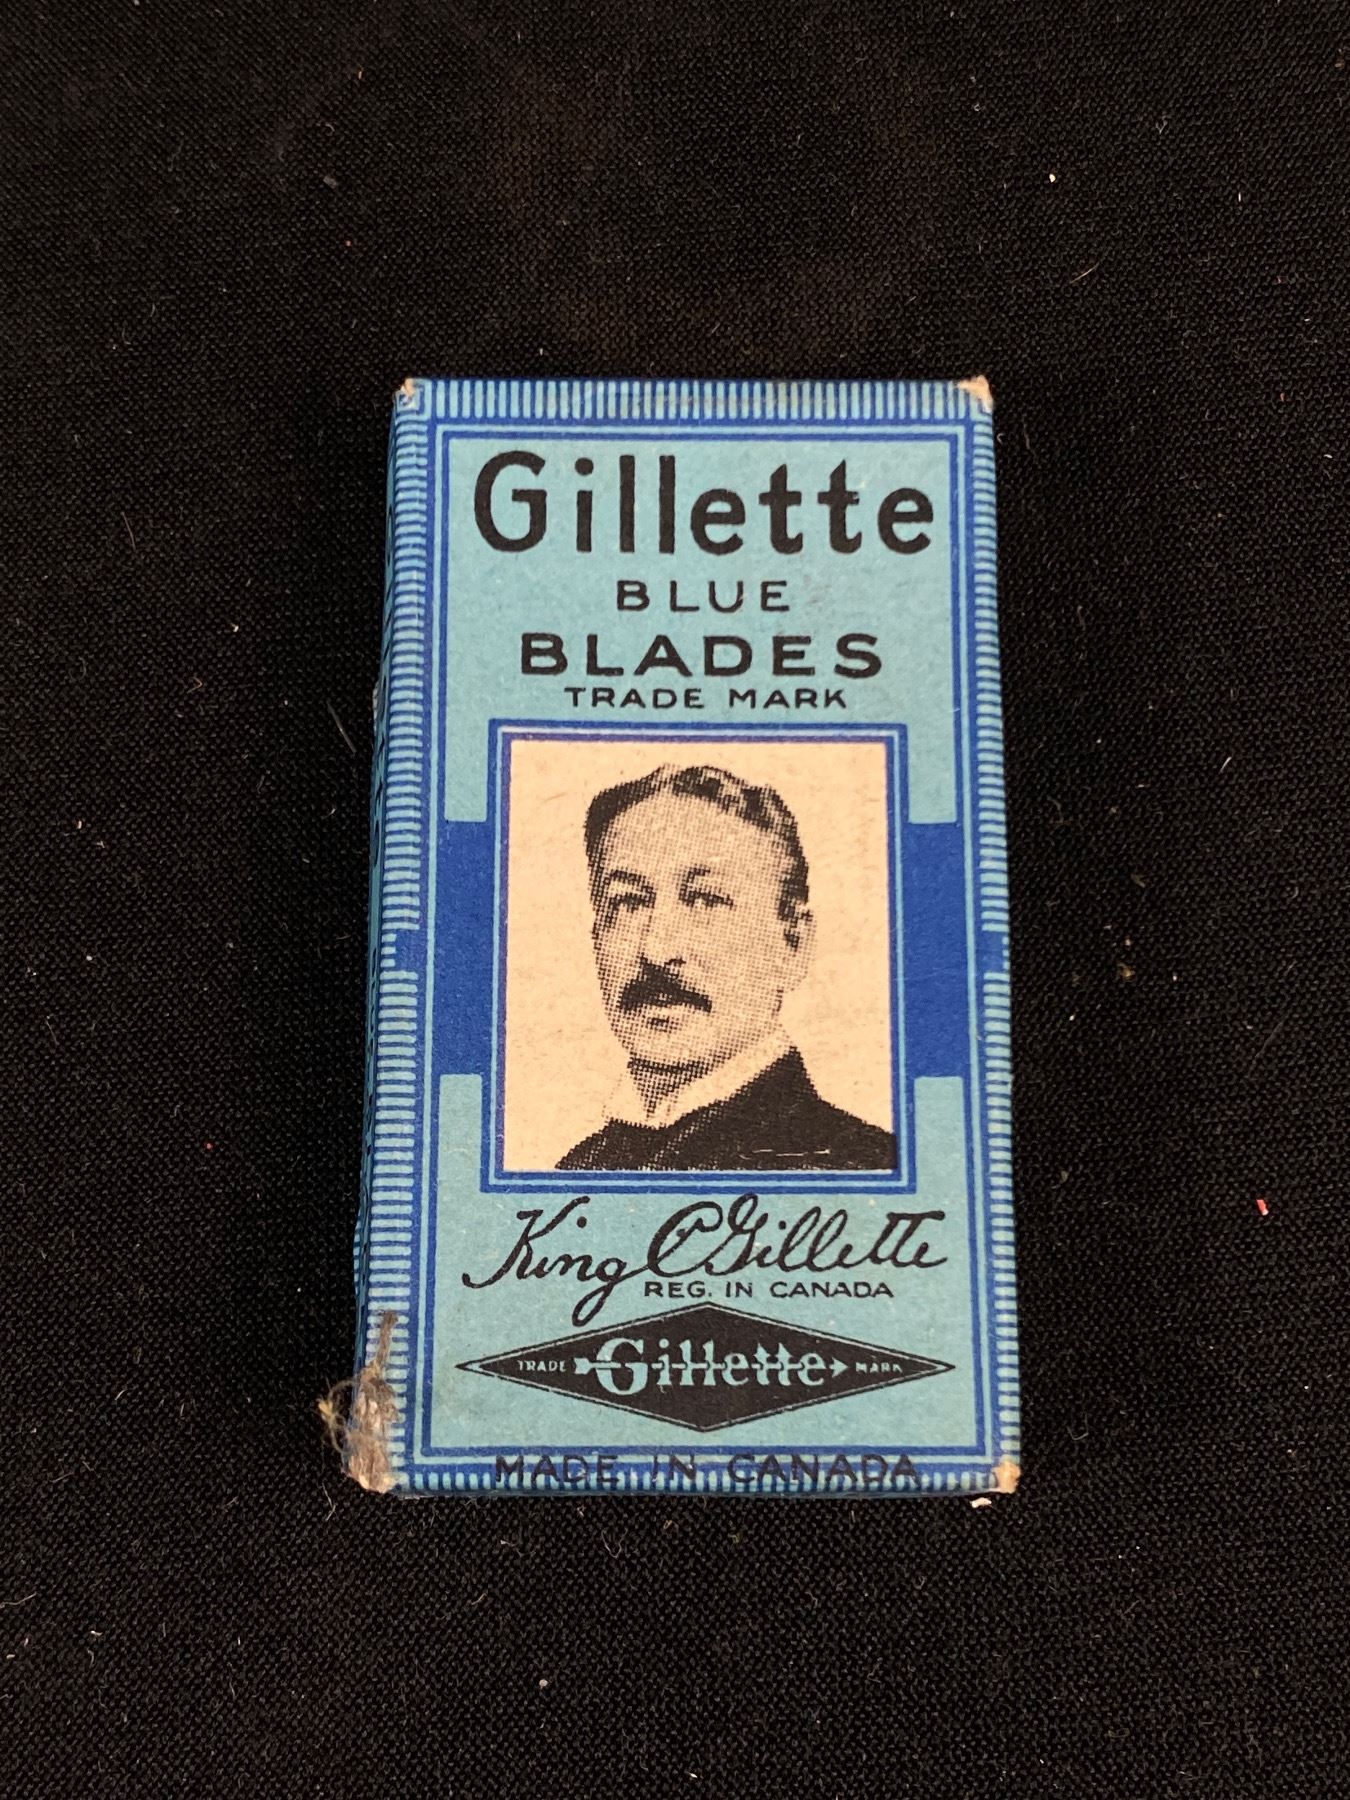 Gillette
BLUE
BLADES
TRADE MARK
King C Gillette
REG. IN CANADA
TRADE Gillette MARK
MADE IN CANADA